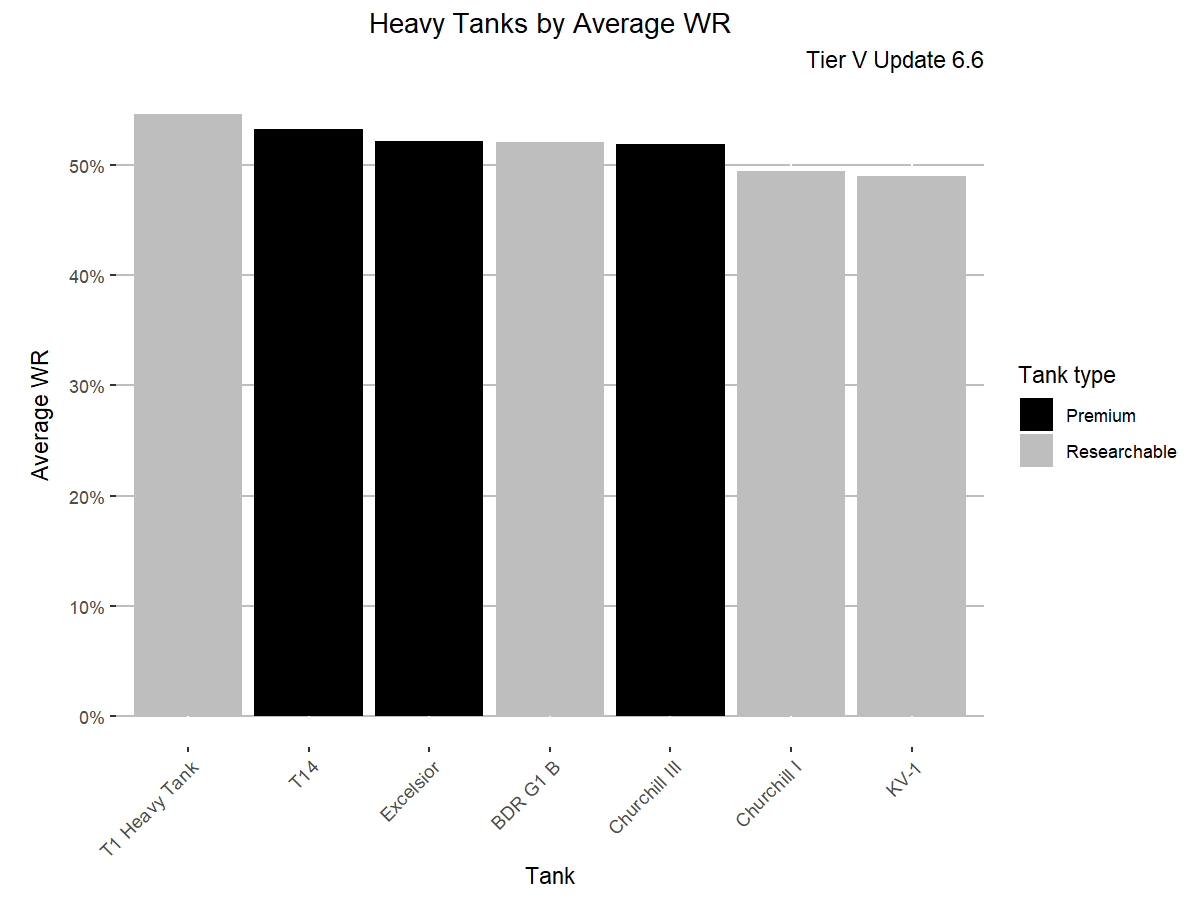 Heavy Tanks by Average WR
Tier V Update 6.6
Average WR
50%
40%
30%
20%
10%
0%
T1 Heavy Tank
T14
Excelsior
BDR G1 B
Churchill III
Churchill I
KV-1
Tank
Tank type
Premium
Researchable